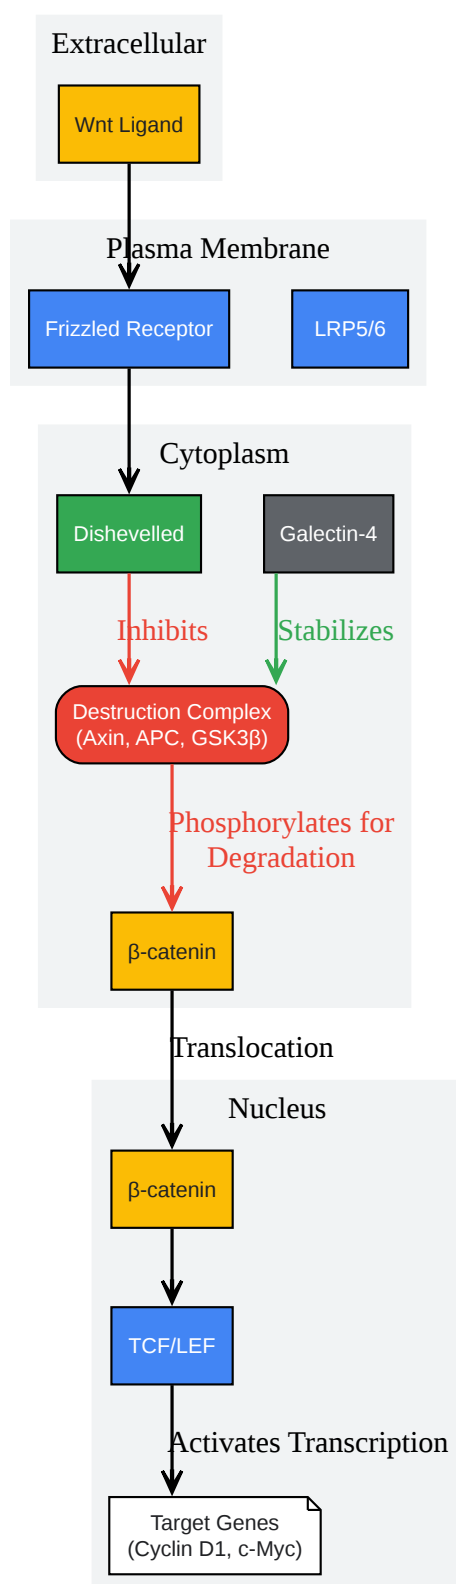 Extracellular
Wnt Ligand
Plasma Membrane
Frizzled Receptor
LRP5/6
Cytoplasm
Dishevelled
Galectin-4
Inhibits
Stabilizes
Destruction Complex
(Axin, APC, GSK3β)
Phosphorylates for
Degradation
β-catenin
Translocation
Nucleus
β-catenin
TCF/LEF
Activates Transcription
Target Genes
(Cyclin D1, c-Myc)